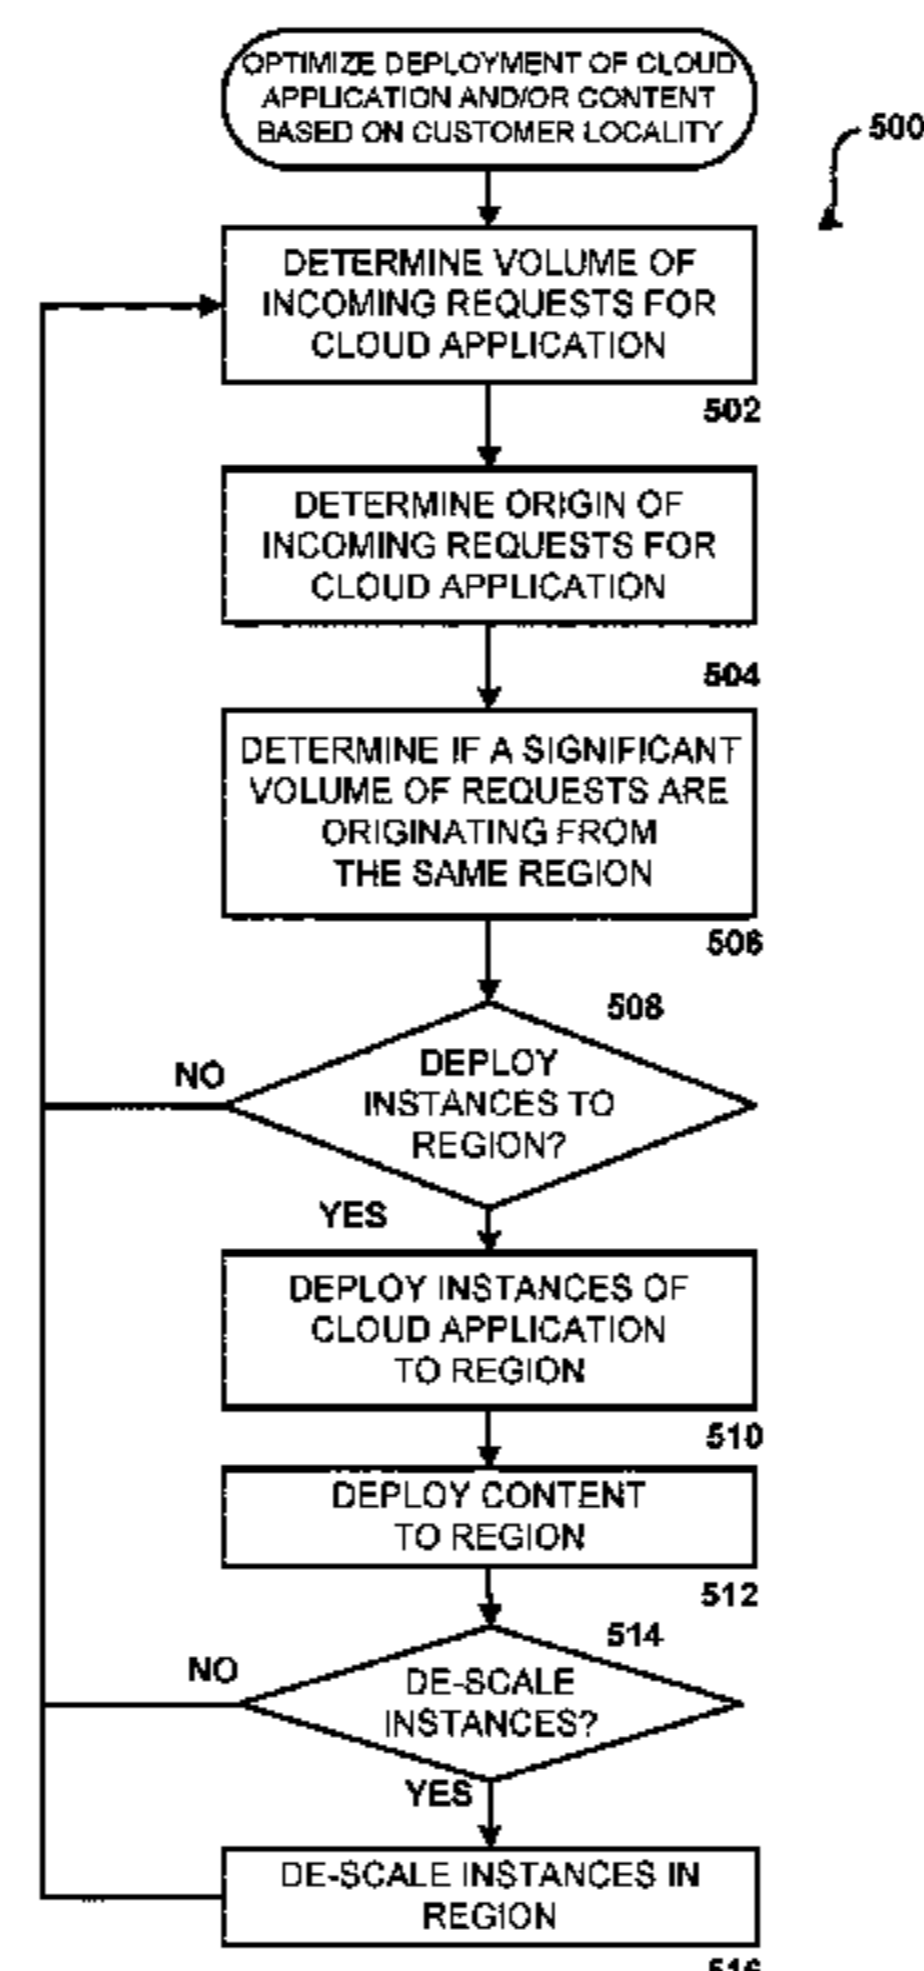 OPTIMIZE DEPLOYMENT OF CLOUD
APPLICATION AND/OR CONTENT
BASED ON CUSTOMER LOCALITY
500
DETERMINE VOLUME OF
INCOMING REQUESTS FOR
CLOUD APPLICATION
502
DETERMINE ORIGIN OF
INCOMING REQUESTS FOR
CLOUD APPLICATION
504
DETERMINE IF A SIGNIFICANT
VOLUME OF REQUESTS ARE
ORIGINATING FROM
THE SAME REGION
506
508
DEPLOY
INSTANCES TO
REGION?
NO
YES
DEPLOY INSTANCES OF
CLOUD APPLICATION
TO REGION
510
DEPLOY CONTENT
TO REGION
512
514
DE-SCALE
INSTANCES?
NO
YES
DE-SCALE INSTANCES IN
REGION
516